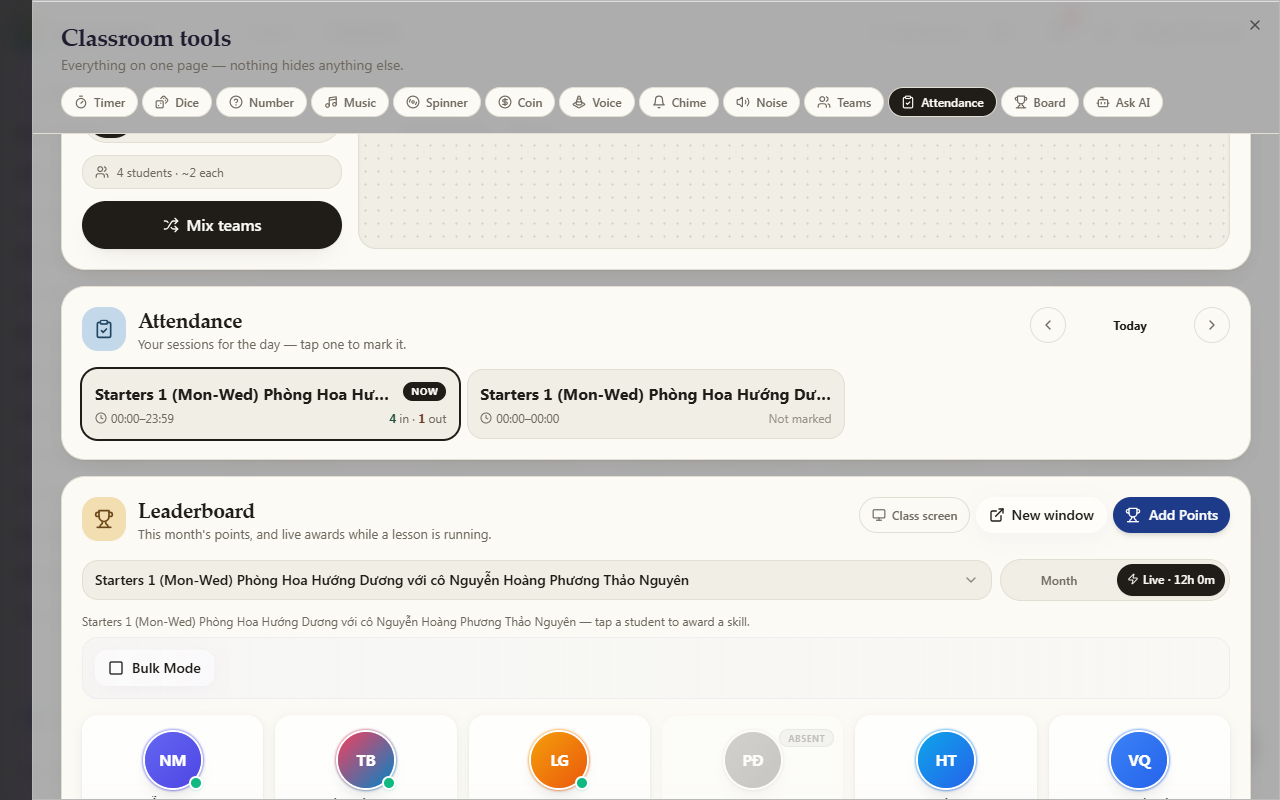 Classroom tools
Everything on one page — nothing hides anything else.
Timer
Dice
Number
Music
Spinner
Coin
Voice
Chime
Noise
Teams
Attendance
Board
Ask AI
4 students · ~2 each
Mix teams
Attendance
Your sessions for the day — tap one to mark it.
Today
Starters 1 (Mon-Wed) Phòng Hoa Hư...
NOW
00:00–23:59
4 in · 1 out
Starters 1 (Mon-Wed) Phòng Hoa Hướng Dư...
00:00–00:00
Not marked
Leaderboard
This month's points, and live awards while a lesson is running.
Class screen
New window
Add Points
Starters 1 (Mon-Wed) Phòng Hoa Hướng Dương với cô Nguyễn Hoàng Phương Thảo Nguyên
Month
Live · 12h 0m
Starters 1 (Mon-Wed) Phòng Hoa Hướng Dương với cô Nguyễn Hoàng Phương Thảo Nguyên — tap a student to award a skill.
Bulk Mode
NM
TB
LG
PĐ
ABSENT
HT
VQ